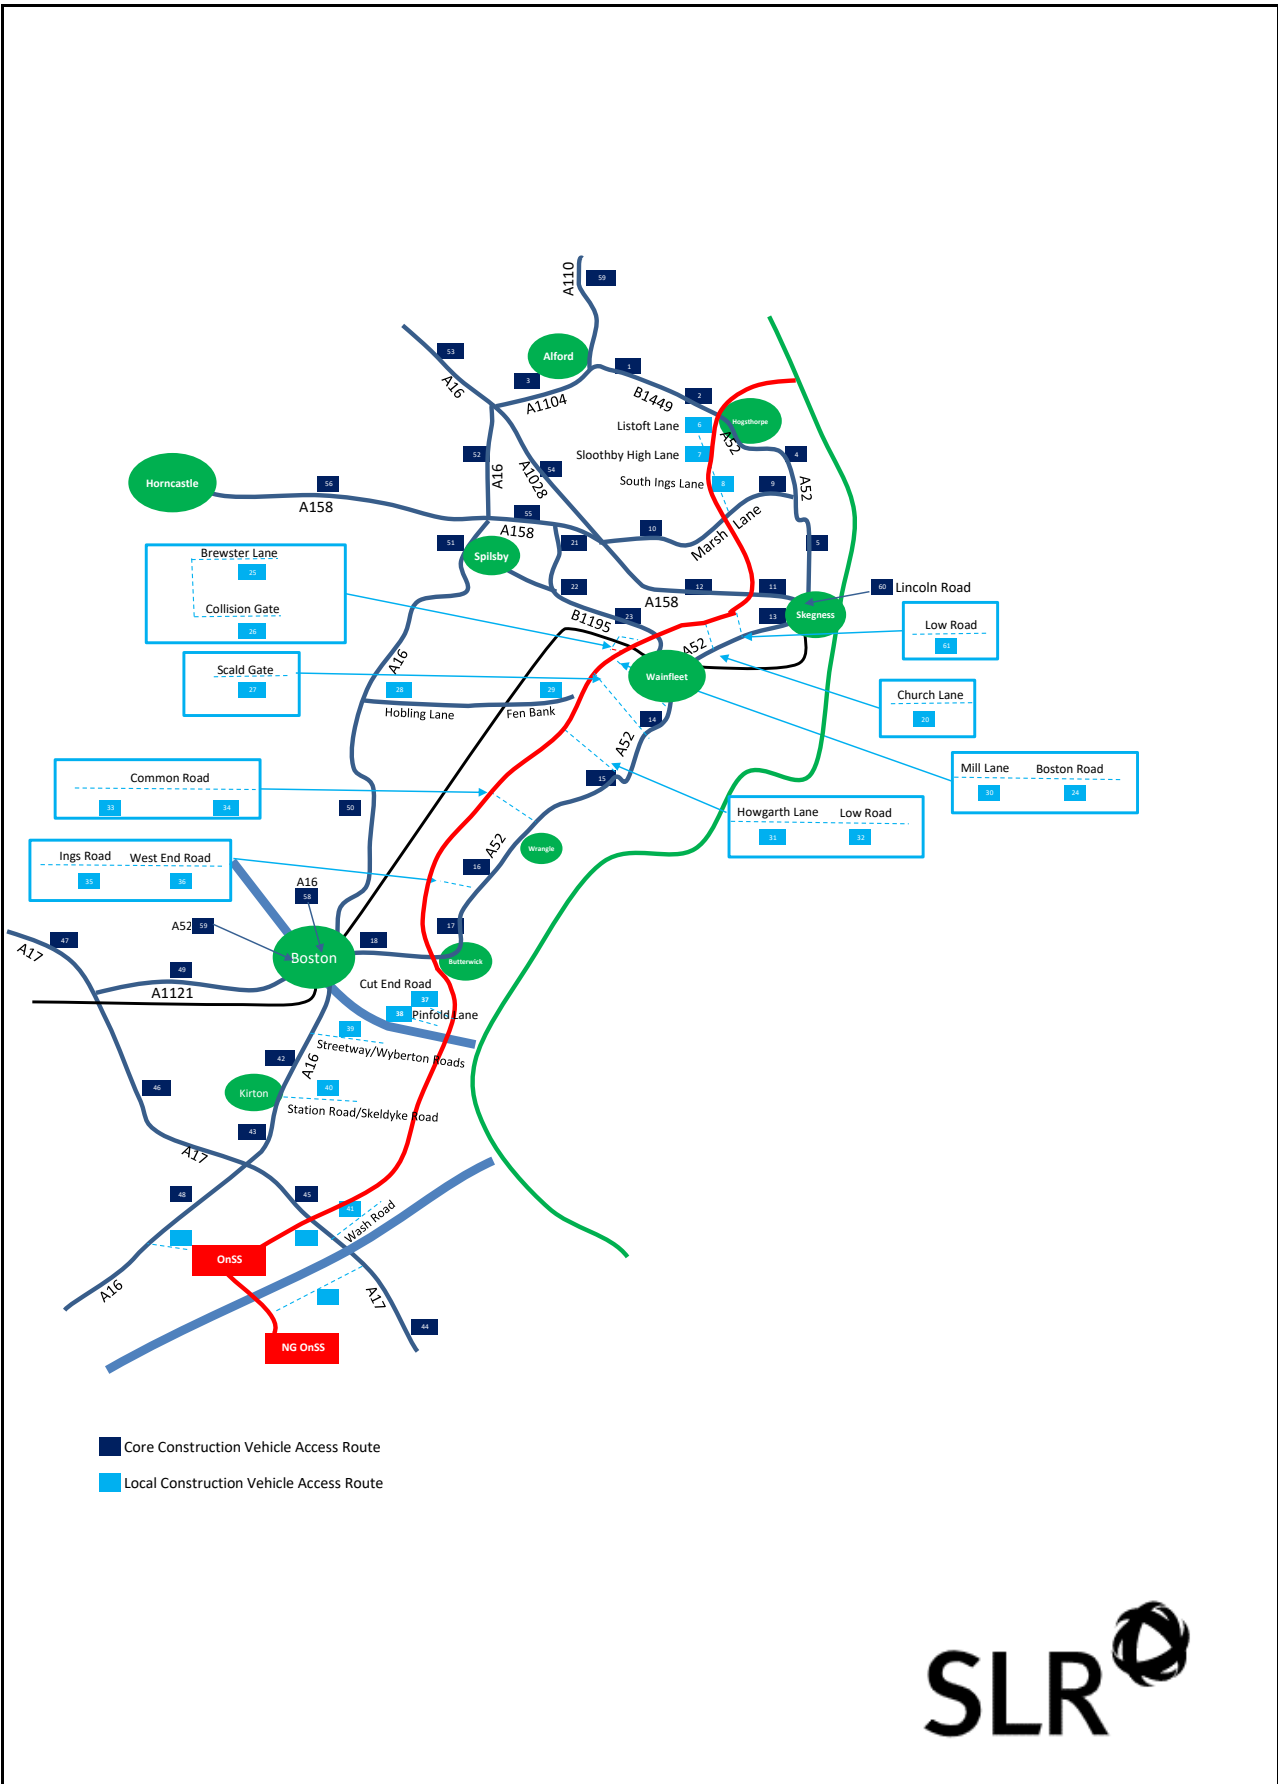 A110
59
53
Alford
1
A16
3
A1104
B1449
2
Listoft Lane
6
Hogsthorpe
A52
Sloothby High Lane
7
4
52
A16
A1028
54
South Ings Lane
8
9
A52
Horncastle
56
A158
55
A158
10
Marsh Lane
51
Spilsby
21
5
Brewster Lane
25
Collision Gate
26
22
12
11
60
Lincoln Road
A158
B1195
23
13
Skegness
Low Road
61
A52
A16
Scald Gate
27
28
29
Wainfleet
Hobling Lane
Fen Bank
14
Church Lane
20
A52
Common Road
33
34
15
Mill Lane
Boston Road
30
24
50
Howgarth Lane
Low Road
31
32
A52
Wrangle
Ings Road
West End Road
35
36
16
A16
58
A52
59
17
47
A17
18
Boston
Butterwick
49
A1121
Cut End Road
37
38
Pinfold Lane
39
Streetway/Wyberton Roads
42
A16
46
Kirton
40
Station Road/Skeldyke Road
43
A17
48
45
41
Wash Road
OnSS
A16
A17
NG OnSS
44
Core Construction Vehicle Access Route
Local Construction Vehicle Access Route
SLR